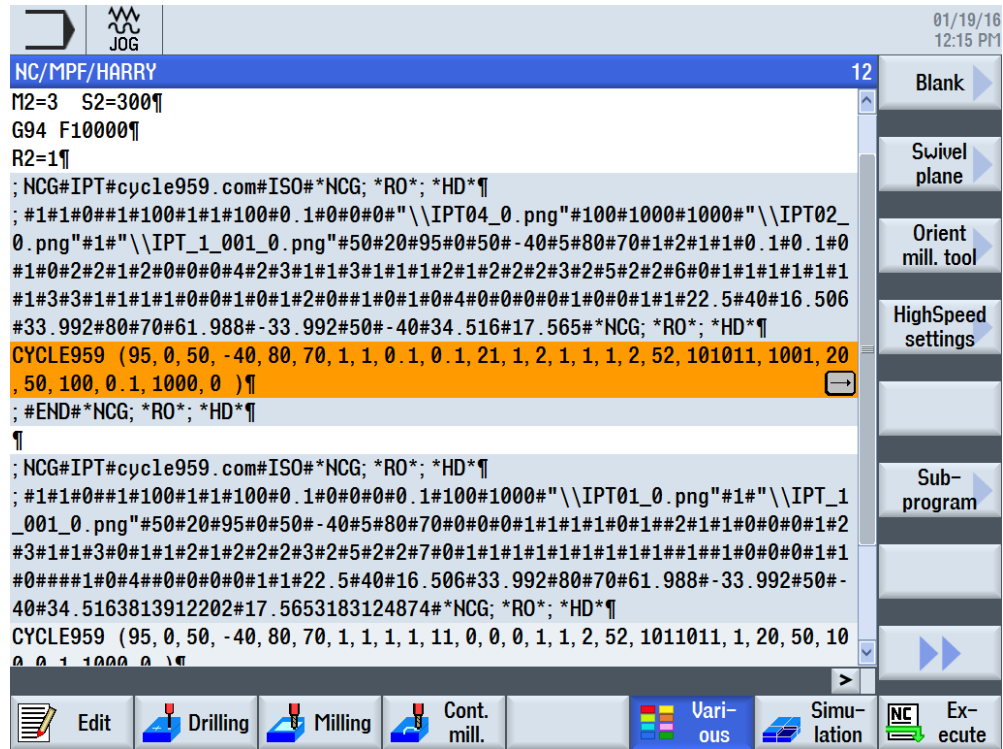 JOG
01/19/16
12:15 PM
NC/MPF/HARRY 12
M2=3 S2=300¶
G94 F10000¶
R2=1¶
;NCG#IPT#cycle959.com#ISO#*NCG;*RO*;*HD*¶
;#1#1#0##1#100#1#1#100#0.1#0#0#0#"\\IPT04_0.png"#100#1000#1000#"\\IPT02_
0.png"#1#"\\IPT_1_001_0.png"#50#20#95#0#50#-40#5#80#70#1#2#1#1#0.1#0.1#0
#1#0#2#2#1#2#0#0#0#4#2#3#1#1#3#1#1#1#2#1#2#2#2#3#2#5#2#2#6#0#1#1#1#1#1#1
#1#3#3#1#1#1#1#0#0#1#0#1#2#0##1#0#1#0#4#0#0#0#0#1#0#0#1#1#22.5#40#16.506
#33.992#80#70#61.988#-33.992#50#-40#34.516#17.565#*NCG;*RO*;*HD*¶
CYCLE959 (95,0,50,-40,80,70,1,1,0.1,0.1,21,1,2,1,1,1,2,52,101011,1001,20
,50,100,0.1,1000,0 )¶
;#END#*NCG;*RO*;*HD*¶
¶
;NCG#IPT#cycle959.com#ISO#*NCG;*RO*;*HD*¶
;#1#1#0##1#100#1#1#100#0.1#0#0#0#0.1#100#1000#"\\IPT01_0.png"#1#"\\IPT_1
_001_0.png"#50#20#95#0#50#-40#5#80#70#0#0#0#1#1#1#1#0#1##2#1#1#0#0#0#1#2
#3#1#1#3#0#1#1#2#1#2#2#2#3#2#5#2#2#7#0#1#1#1#1#1#1#1#1#1##1##1#0#0#0#1#1
#0####1#0#4##0#0#0#0#1#1#22.5#40#16.506#33.992#80#70#61.988#-33.992#50#-
40#34.5163813912202#17.5653183124874#*NCG;*RO*;*HD*¶
CYCLE959 (95,0,50,-40,80,70,1,1,1,1,11,0,0,0,1,1,2,52,1011011,1,20,50,10
0,0.1,1000,0 )¶
>
Blank
Swivel
plane
Orient
mill. tool
HighSpeed
settings
Sub-
program
Edit
Drilling
Milling
Cont.
mill.
Vari-
ous
Simu-
lation
NC
Ex-
ecute